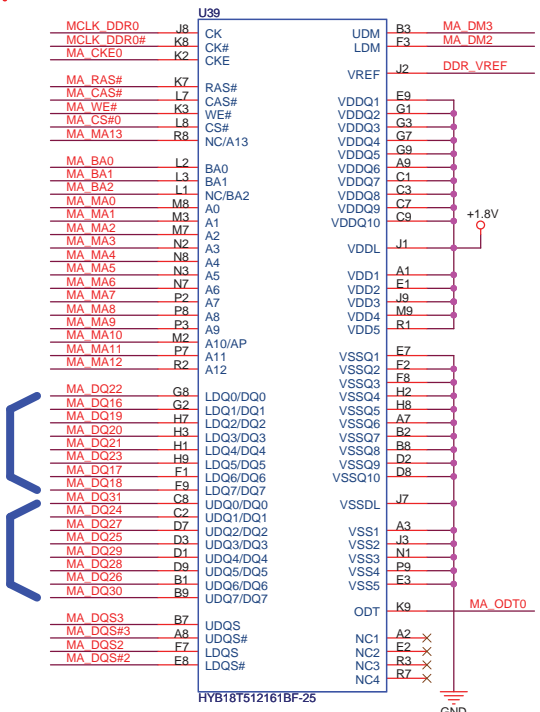 U39
MCLK_DDR0 J8 CK
MCLK_DDR0# K8 CK#
MA_CKE0 K2 CKE
MA_RAS# K7 RAS#
MA_CAS# L7 CAS#
MA_WE# K3 WE#
MA_CS#0 L8 CS#
MA_MA13 R8 NC/A13
MA_BA0 L2 BA0
MA_BA1 L3 BA1
MA_BA2 L1 NC/BA2
MA_MA0 M8 A0
MA_MA1 M3 A1
MA_MA2 M7 A2
MA_MA3 N2 A3
MA_MA4 N8 A4
MA_MA5 N3 A5
MA_MA6 N7 A6
MA_MA7 P2 A7
MA_MA8 P8 A8
MA_MA9 P3 A9
MA_MA10 M2 A10/AP
MA_MA11 P7 A11
MA_MA12 R2 A12
MA_DQ22 G8 LDQ0/DQ0
MA_DQ16 G2 LDQ1/DQ1
MA_DQ19 H7 LDQ2/DQ2
MA_DQ20 H3 LDQ3/DQ3
MA_DQ21 H1 LDQ4/DQ4
MA_DQ23 H9 LDQ5/DQ5
MA_DQ17 F1 LDQ6/DQ6
MA_DQ18 F9 LDQ7/DQ7
MA_DQ31 C8 UDQ0/DQ0
MA_DQ24 C2 UDQ1/DQ1
MA_DQ27 D7 UDQ2/DQ2
MA_DQ25 D3 UDQ3/DQ3
MA_DQ29 D1 UDQ4/DQ4
MA_DQ28 D9 UDQ5/DQ5
MA_DQ26 B1 UDQ6/DQ6
MA_DQ30 B9 UDQ7/DQ7
MA_DQS3 B7 UDQS
MA_DQS#3 A8 UDQS#
MA_DQS2 F7 LDQS
MA_DQS#2 E8 LDQS#
UDM B3 MA_DM3
LDM F3 MA_DM2
VREF J2 DDR_VREF
VDDQ1 E9
VDDQ2 G1
VDDQ3 G3
VDDQ4 G7
VDDQ5 G9
VDDQ6 A9
VDDQ7 C1
VDDQ8 C3
VDDQ9 C7
VDDQ10 C9
+1.8V
VDDL J1
VDD1 A1
VDD2 E1
VDD3 J9
VDD4 M9
VDD5 R1
VSSQ1 E7
VSSQ2 F2
VSSQ3 F8
VSSQ4 H2
VSSQ5 H8
VSSQ6 A7
VSSQ7 B2
VSSQ8 B8
VSSQ9 D2
VSSQ10 D8
VSSDL J7
VSS1 A3
VSS2 J3
VSS3 N1
VSS4 P9
VSS5 E3
ODT K9 MA_ODT0
NC1 A2
NC2 E2
NC3 R3
NC4 R7
HYB18T512161BF-25
GND